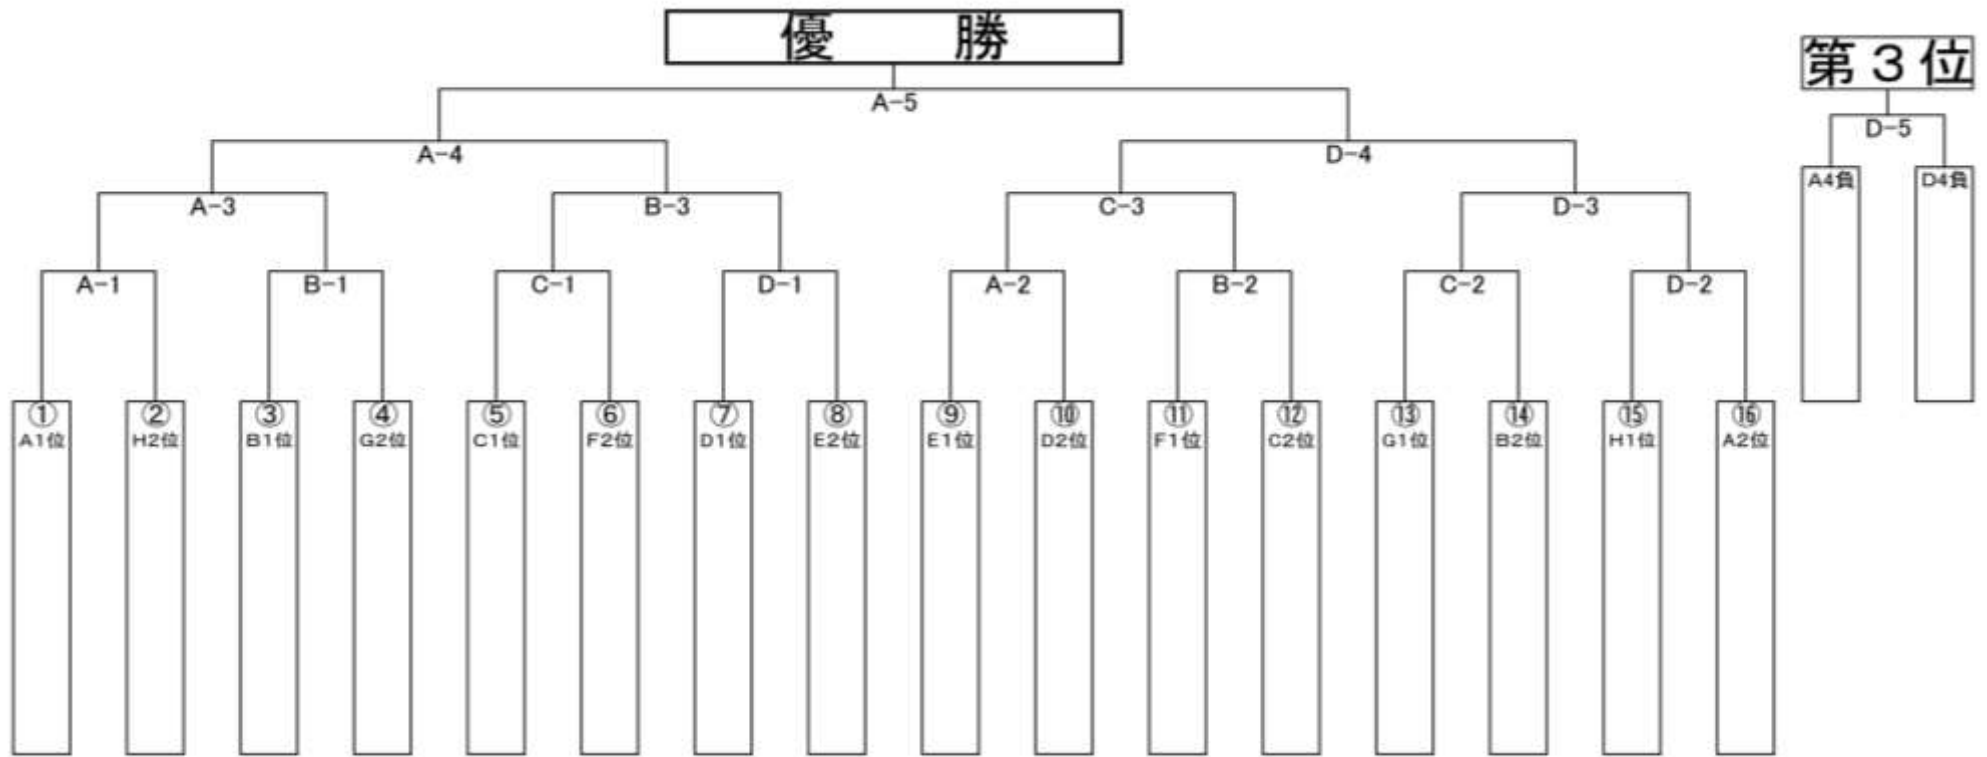 優　勝
第３位
A-5
D-5
A-4
D-4
A4負
D4負
A-3
B-3
C-3
D-3
A-1
B-1
C-1
D-1
A-2
B-2
C-2
D-2
①
②
③
④
⑤
⑥
⑦
⑧
⑨
⑩
⑪
⑫
⑬
⑭
⑮
⑯
A1位
H2位
B1位
G2位
C1位
F2位
D1位
E2位
E1位
D2位
F1位
C2位
G1位
B2位
H1位
A2位